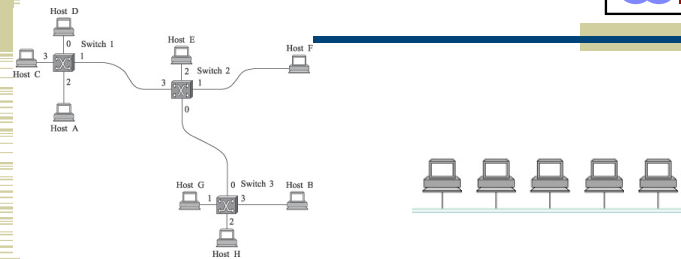 Host D
0
Switch 1
3
1
Host C
2
Host A
Host E
2
Switch 2
3
1
0
Host F
Host G
0
Switch 3
Host B
1
3
2
Host H